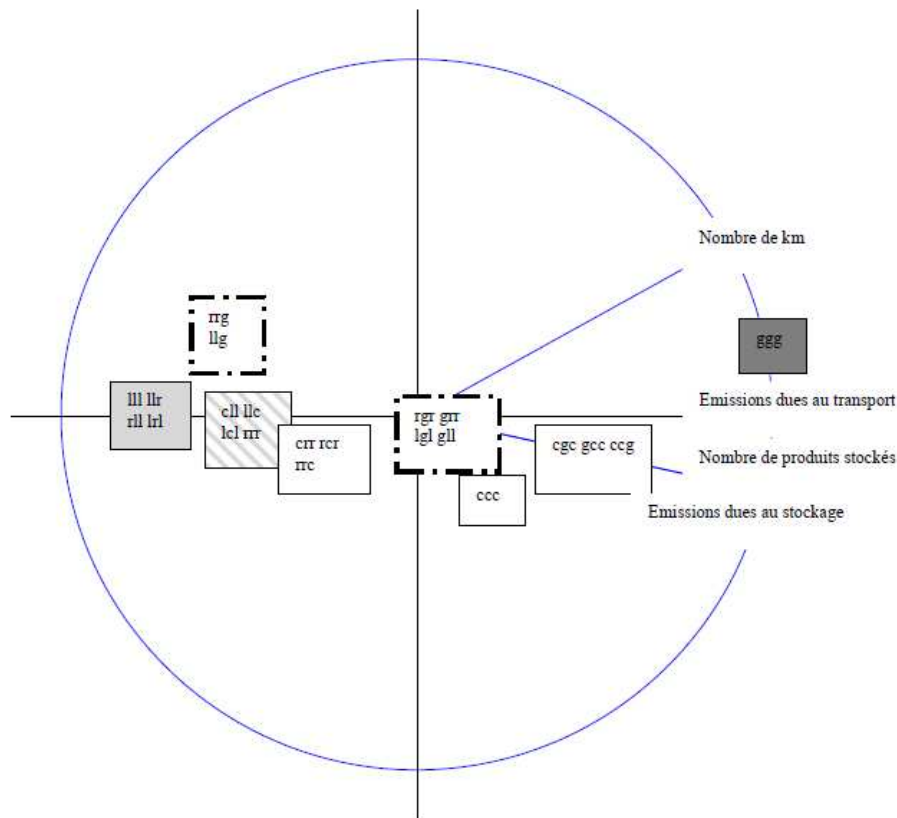 Nombre de km
rrg
llg
ggg
lll llr
rll lrl
Emissions dues au transport
cll llc
lcl rrr
rgr grr
lgl gll
crr rcr
rrc
cgc gcc ccg
Nombre de produits stockés
ccc
Emissions dues au stockage